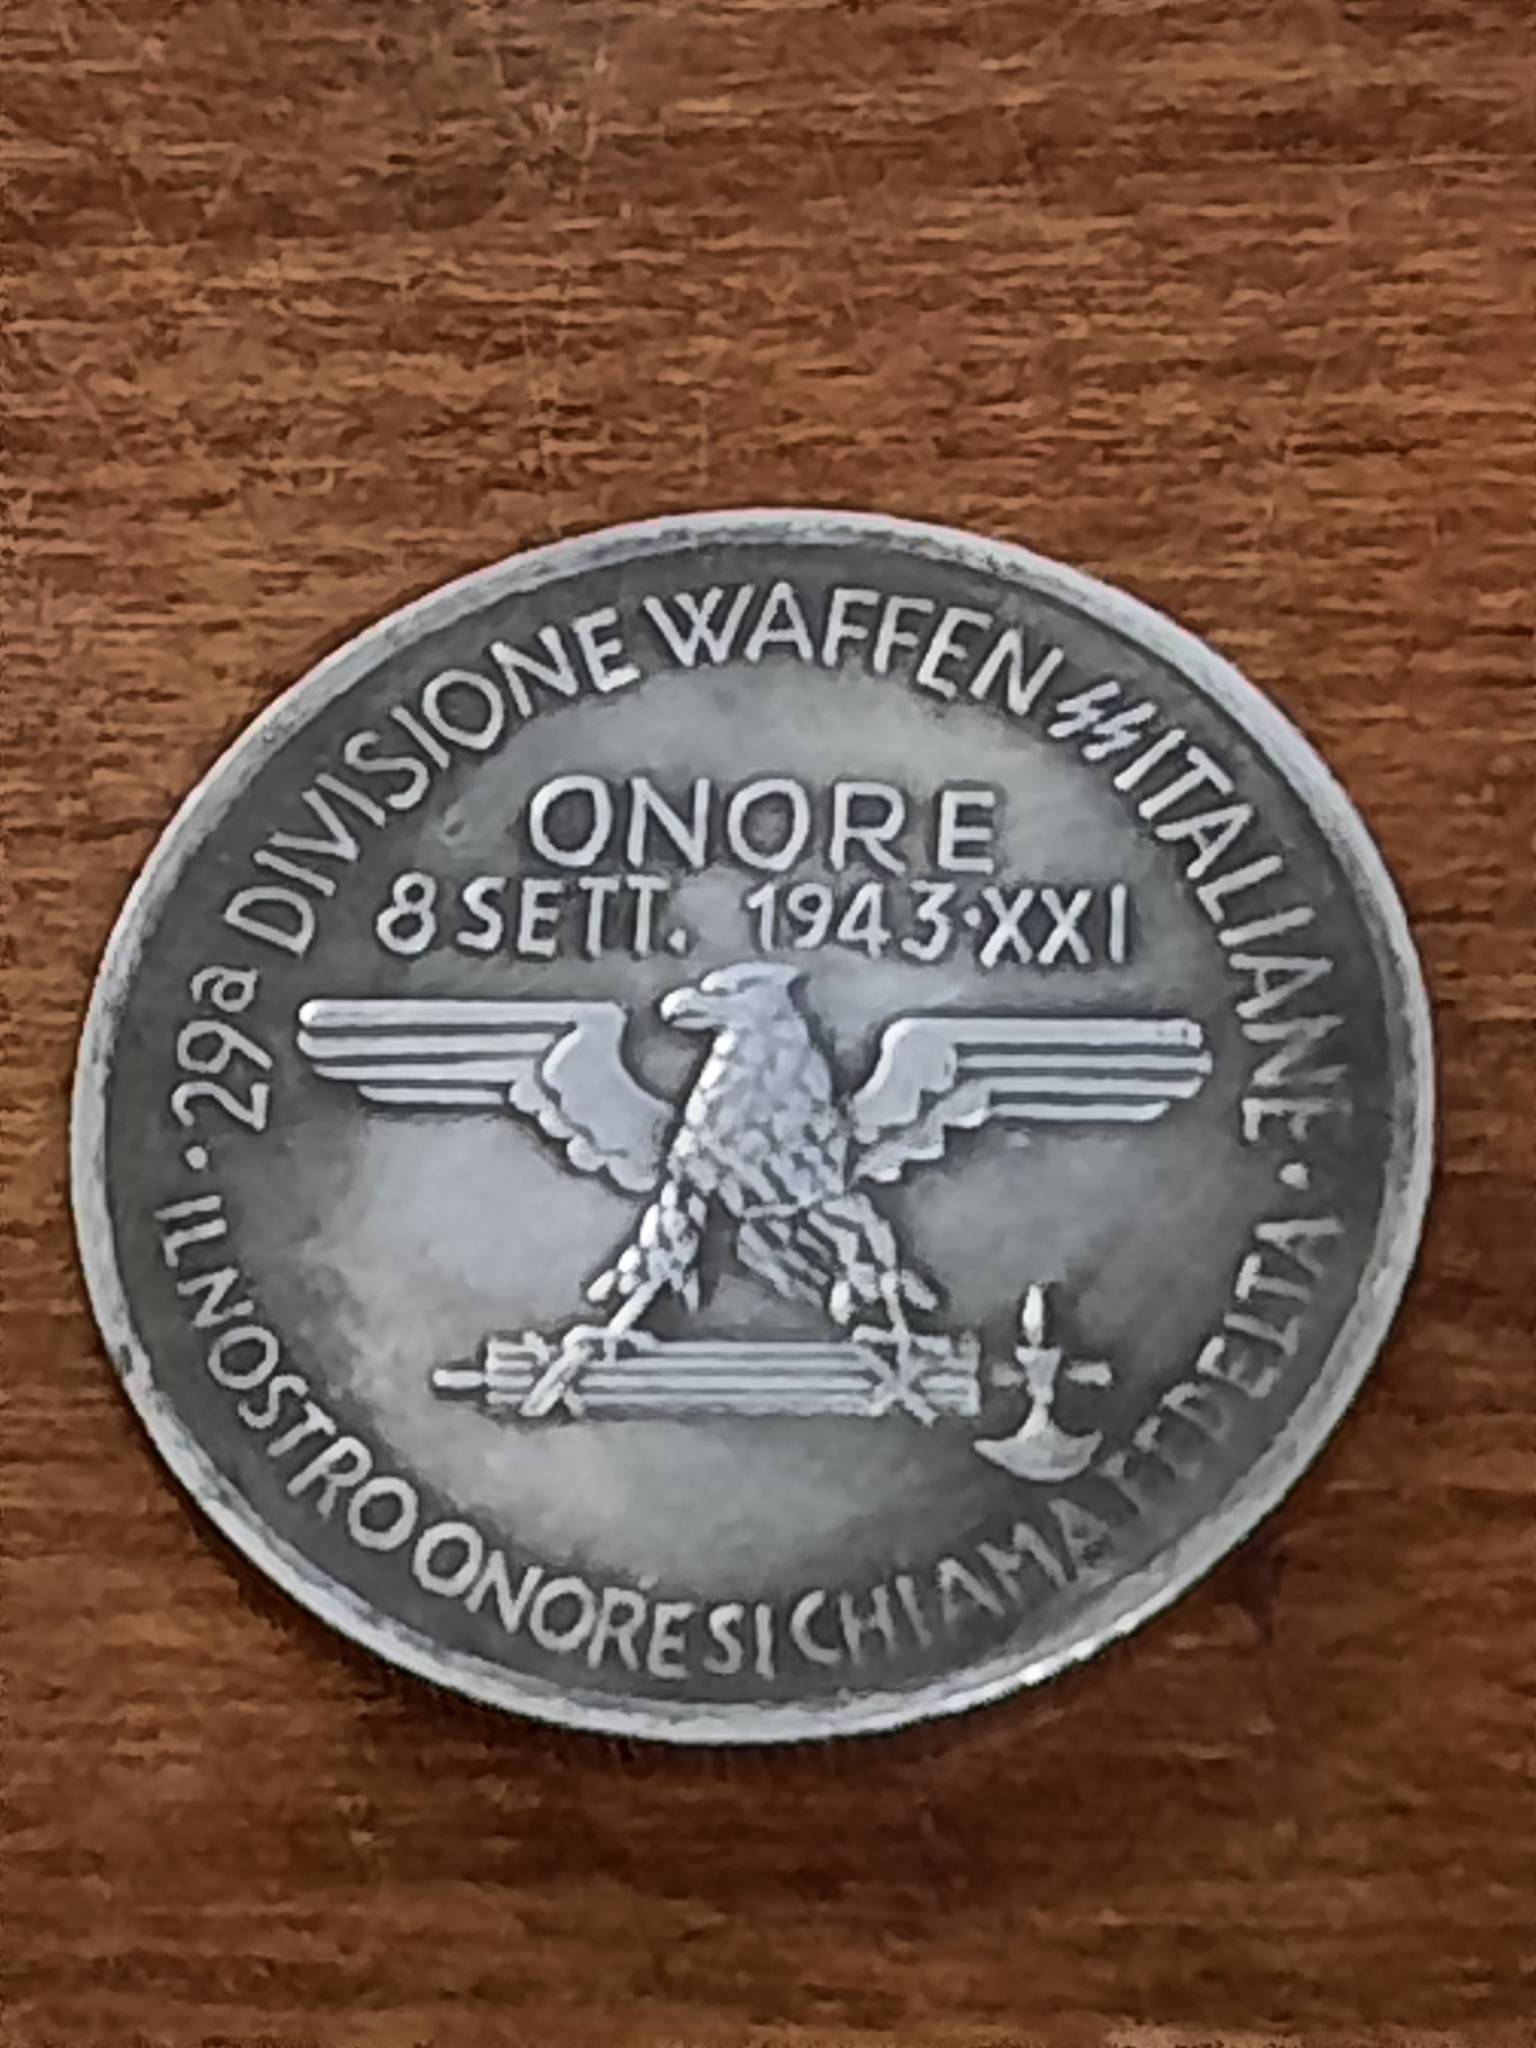 29a DIVISIONE WAFFEN SS ITALIANE
ONORE
8 SETT. 1943·XXI
IL NOSTRO ONORE SI CHIAMA FEDELTA